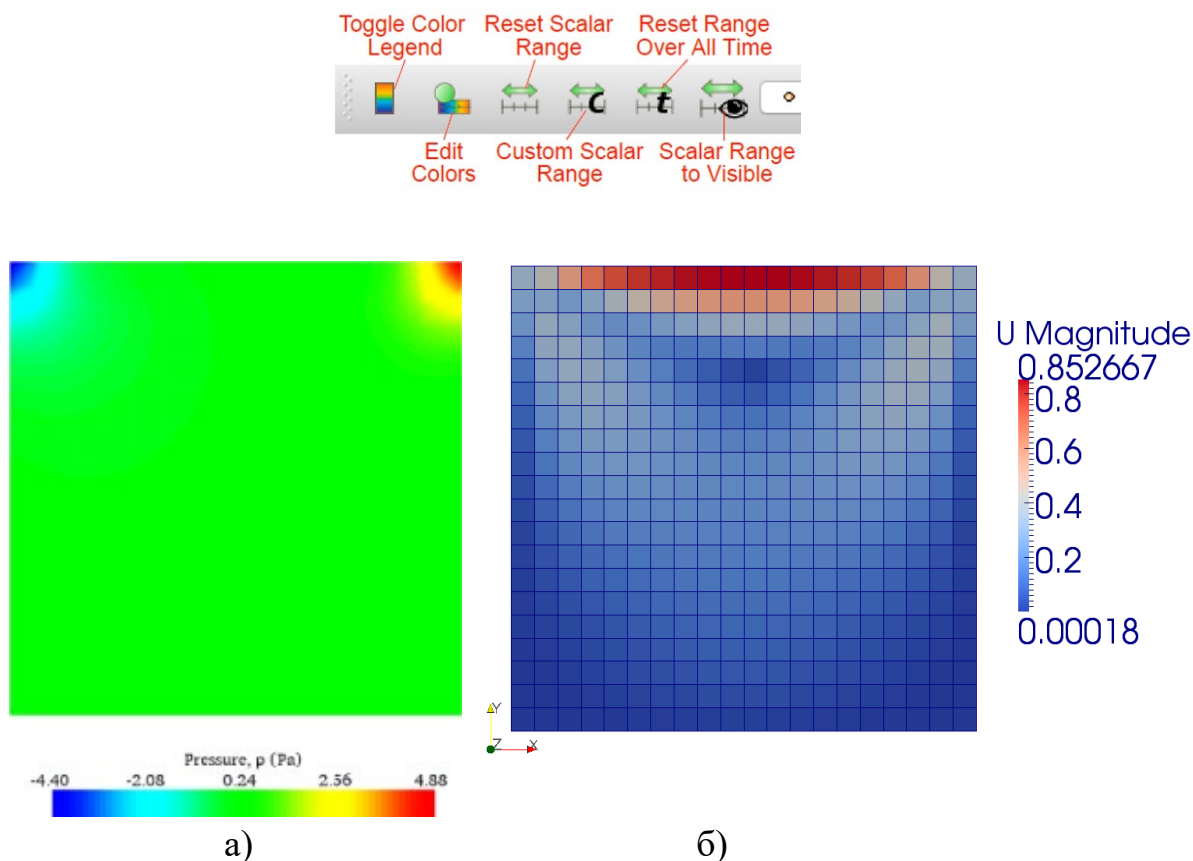 Toggle Color
Legend
Reset Scalar
Range
Reset Range
Over All Time
C
t
Edit
Colors
Custom Scalar
Range
Scalar Range
to Visible
U Magnitude
0.852667
0.8
0.6
0.4
0.2
0.00018
Y
Z
X
Pressure, p (Pa)
-4.40 -2.08 0.24 2.56 4.88
а)
б)